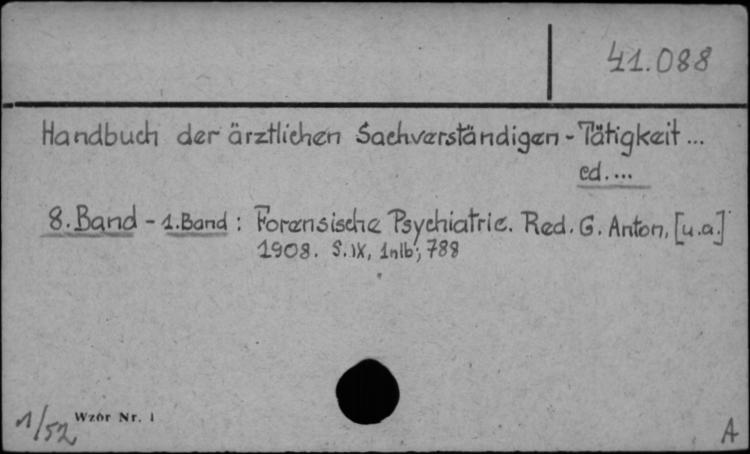 41.088
Handbuch der ärztlichen Sachverständigen-Tätigkeit...
ed....
8.Band - 1.Band: Forensische Psychiatrie. Red. G. Anton, [u.a.]
1908. S. IX, 1nlb; 788
1/52 Wzór Nr. 1
A